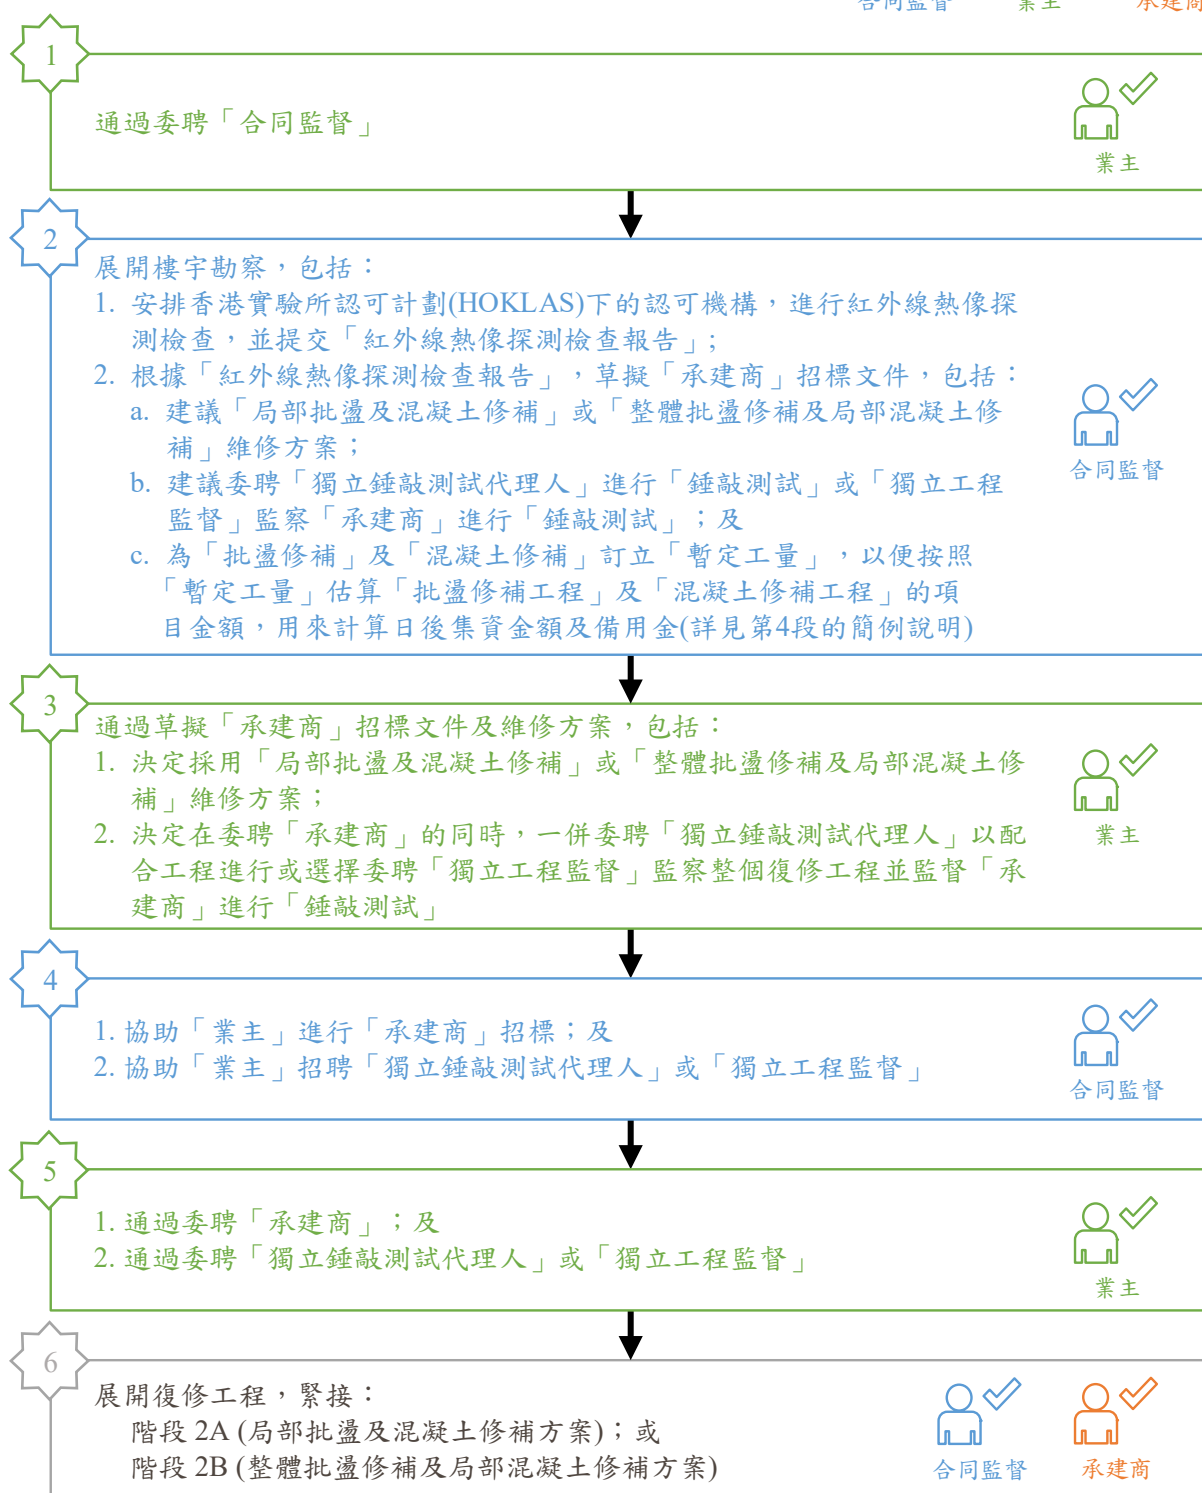 合同監督 業主 承建商
1
通過委聘「合同監督」
業主
2
展開樓宇勘察，包括：
1. 安排香港實驗所認可計劃(HOKLAS)下的認可機構，進行紅外線熱像探
測檢查，並提交「紅外線熱像探測檢查報告」;
2. 根據「紅外線熱像探測檢查報告」，草擬「承建商」招標文件，包括：
a. 建議「局部批盪及混凝土修補」或「整體批盪修補及局部混凝土修
補」維修方案；
b. 建議委聘「獨立錘敲測試代理人」進行「錘敲測試」或「獨立工程
監督」監察「承建商」進行「錘敲測試」；及
c. 為「批盪修補」及「混凝土修補」訂立「暫定工量」，以便按照
「暫定工量」估算「批盪修補工程」及「混凝土修補工程」的項
目金額，用來計算日後集資金額及備用金(詳見第4段的簡例說明)
合同監督
3
通過草擬「承建商」招標文件及維修方案，包括：
1. 決定採用「局部批盪及混凝土修補」或「整體批盪修補及局部混凝土修
補」維修方案；
2. 決定在委聘「承建商」的同時，一併委聘「獨立錘敲測試代理人」以配
合工程進行或選擇委聘「獨立工程監督」監察整個復修工程並監督「承
建商」進行「錘敲測試」
業主
4
1. 協助「業主」進行「承建商」招標；及
2. 協助「業主」招聘「獨立錘敲測試代理人」或「獨立工程監督」
合同監督
5
1. 通過委聘「承建商」；及
2. 通過委聘「獨立錘敲測試代理人」或「獨立工程監督」
業主
6
展開復修工程，緊接：
階段 2A (局部批盪及混凝土修補方案)；或
階段 2B (整體批盪修補及局部混凝土修補方案)
合同監督 承建商